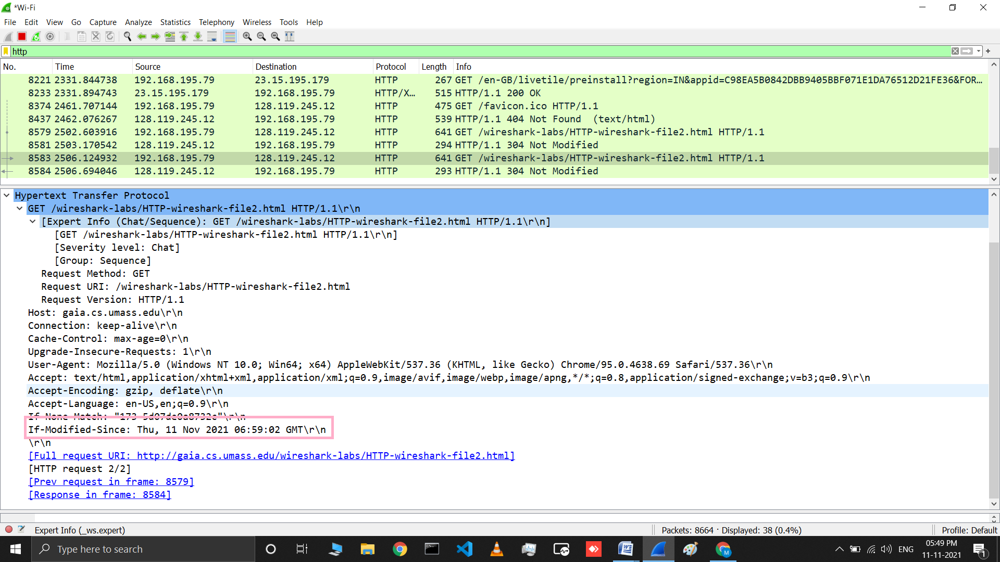 *Wi-Fi
File Edit View Go Capture Analyze Statistics Telephony Wireless Tools Help
http
No. Time Source Destination Protocol Length Info
8221 2331.844738 192.168.195.79 23.15.195.179 HTTP 267 GET /en-GB/livetile/preinstall?region=IN&appid=C98EA5B0842DBB9405BBF071E1DA76512D21FE36&FOR...
8233 2331.894743 23.15.195.179 192.168.195.79 HTTP/X... 515 HTTP/1.1 200 OK
8374 2461.707144 192.168.195.79 128.119.245.12 HTTP 475 GET /favicon.ico HTTP/1.1
8437 2462.076267 128.119.245.12 192.168.195.79 HTTP 539 HTTP/1.1 404 Not Found (text/html)
8579 2502.603916 192.168.195.79 128.119.245.12 HTTP 641 GET /wireshark-labs/HTTP-wireshark-file2.html HTTP/1.1
8581 2503.170542 128.119.245.12 192.168.195.79 HTTP 294 HTTP/1.1 304 Not Modified
8583 2506.124932 192.168.195.79 128.119.245.12 HTTP 641 GET /wireshark-labs/HTTP-wireshark-file2.html HTTP/1.1
8584 2506.694046 128.119.245.12 192.168.195.79 HTTP 293 HTTP/1.1 304 Not Modified
Hypertext Transfer Protocol
GET /wireshark-labs/HTTP-wireshark-file2.html HTTP/1.1\r\n
[Expert Info (Chat/Sequence): GET /wireshark-labs/HTTP-wireshark-file2.html HTTP/1.1\r\n]
[GET /wireshark-labs/HTTP-wireshark-file2.html HTTP/1.1\r\n]
[Severity level: Chat]
[Group: Sequence]
Request Method: GET
Request URI: /wireshark-labs/HTTP-wireshark-file2.html
Request Version: HTTP/1.1
Host: gaia.cs.umass.edu\r\n
Connection: keep-alive\r\n
Cache-Control: max-age=0\r\n
Upgrade-Insecure-Requests: 1\r\n
User-Agent: Mozilla/5.0 (Windows NT 10.0; Win64; x64) AppleWebKit/537.36 (KHTML, like Gecko) Chrome/95.0.4638.69 Safari/537.36\r\n
Accept: text/html,application/xhtml+xml,application/xml;q=0.9,image/avif,image/webp,image/apng,*/*;q=0.8,application/signed-exchange;v=b3;q=0.9\r\n
Accept-Encoding: gzip, deflate\r\n
Accept-Language: en-US,en;q=0.9\r\n
If-None-Match:
If-Modified-Since: Thu, 11 Nov 2021 06:59:02 GMT\r\n
\r\n
[Full request URI: http://gaia.cs.umass.edu/wireshark-labs/HTTP-wireshark-file2.html]
[HTTP request 2/2]
[Prev request in frame: 8579]
[Response in frame: 8584]
Expert Info (_ws.expert) Packets: 8664 · Displayed: 38 (0.4%) Profile: Default
Type here to search
ENG
05:49 PM
11-11-2021
1